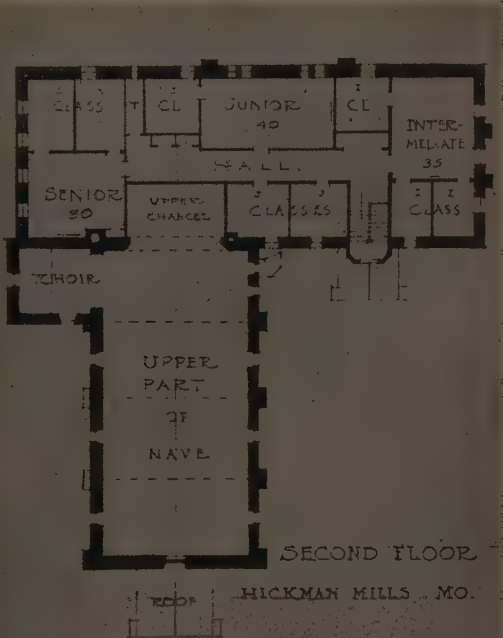 CLASS
CL
JUNIOR
40
CL
INTER-
MEDIATE
35
HALL.
SENIOR
50
UPPER
CHANCEL
CLASSES
CLASS
CHOIR
UPPER
PART
OF
NAVE
SECOND FLOOR
HICKMAN MILLS MO.
ROOF